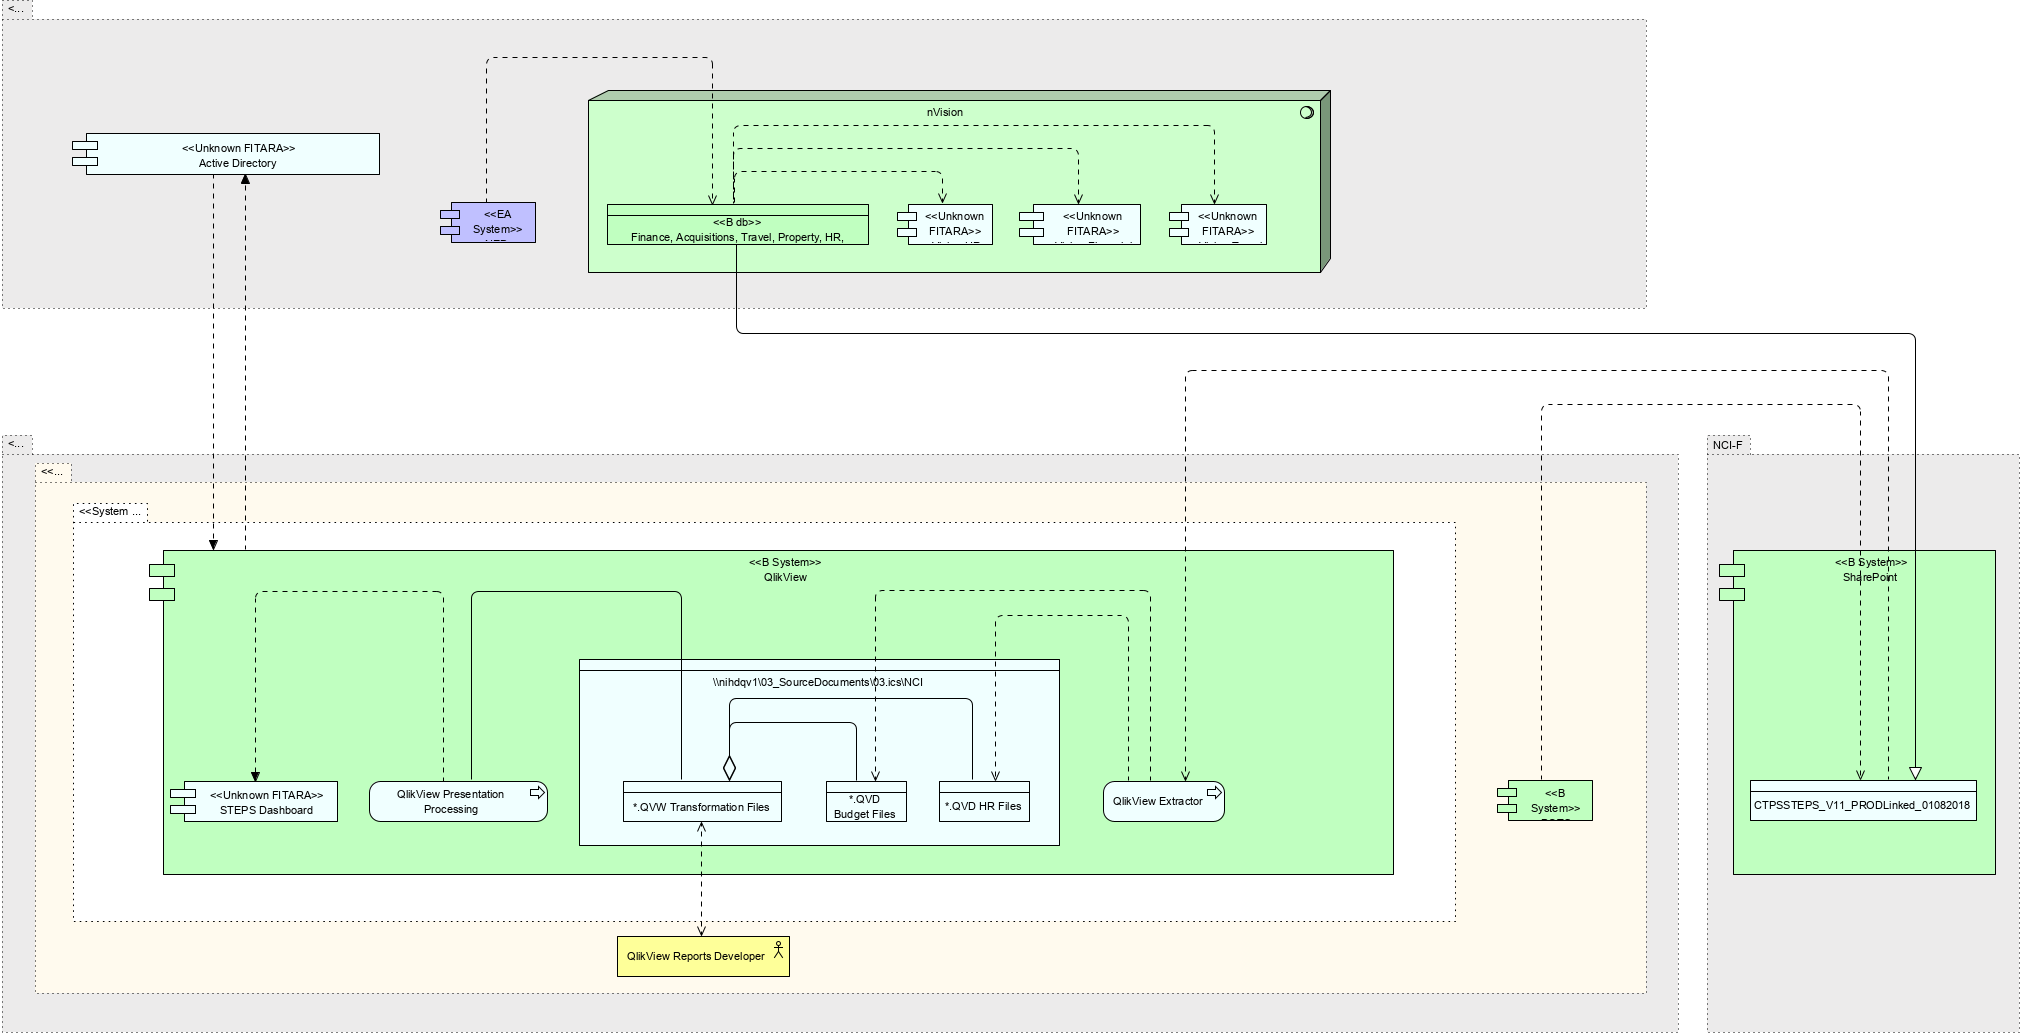 <...
nVision
<<Unknown FITARA>>
Active Directory
<<EA
System>>
<<B db>>
Finance, Acquisitions, Travel, Property, HR,
<<Unknown
FITARA>>
<<Unknown
FITARA>>
<<Unknown
FITARA>>
<...
<<...
<<System ...
NCI-F
<<B System>>
QlikView
<<B System>>
SharePoint
\\nihdqv1\03_SourceDocuments\03.ics\NCI
<<Unknown FITARA>>
STEPS Dashboard
QlikView Presentation
Processing
*.QVW Transformation Files
*.QVD
Budget Files
*.QVD HR Files
QlikView Extractor
<<B
System>>
CTPSSTEPS_V11_PRODLinked_01082018
QlikView Reports Developer